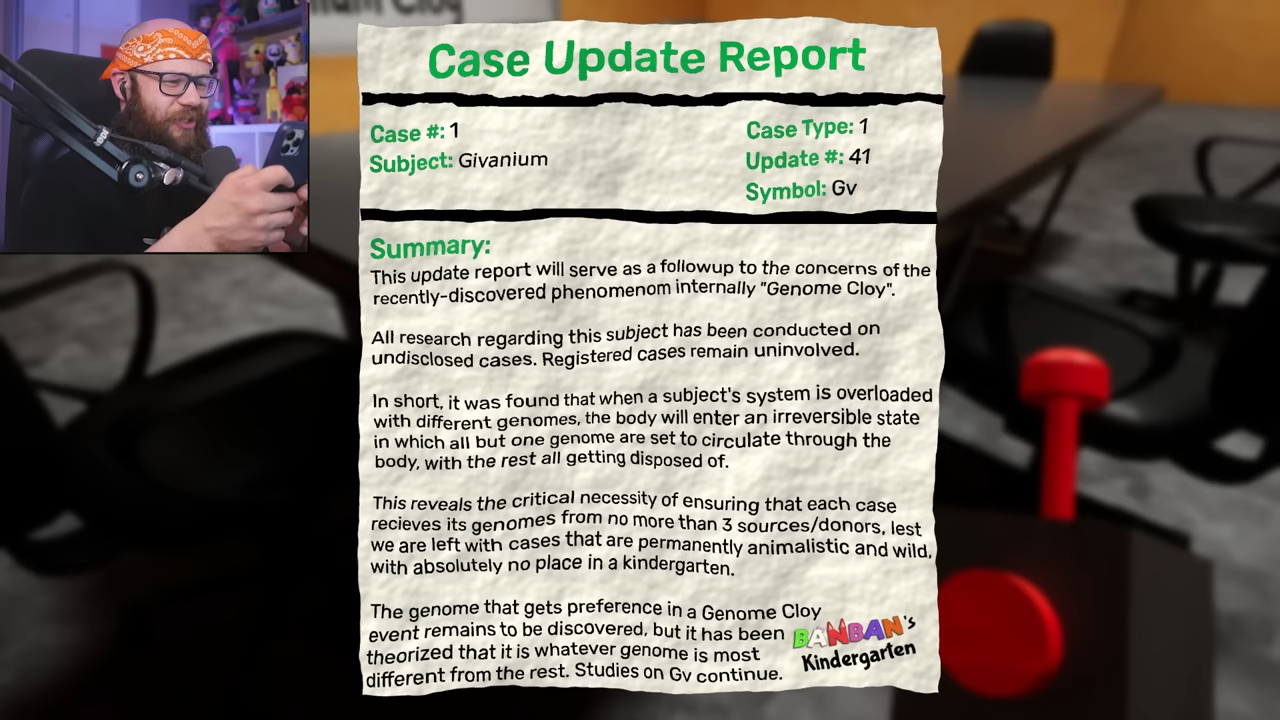 Case Update Report
Case #: 1
Case Type: 1
Subject: Givanium
Update #: 41
Symbol: Gv
Summary:
This update report will serve as a followup to the concerns of the
recently-discovered phenomenom internally "Genome Cloy".
All research regarding this subject has been conducted on
undisclosed cases. Registered cases remain uninvolved.
In short, it was found that when a subject's system is overloaded
with different genomes, the body will enter an irreversible state
in which all but one genome are set to circulate through the
body, with the rest all getting disposed of.
This reveals the critical necessity of ensuring that each case
recieves its genomes from no more than 3 sources/donors, lest
we are left with cases that are permanently animalistic and wild,
with absolutely no place in a kindergarten.
The genome that gets preference in a Genome Cloy
event remains to be discovered, but it has been
theorized that it is whatever genome is most
different from the rest. Studies on Gv continue.
BANBAN's
Kindergarten